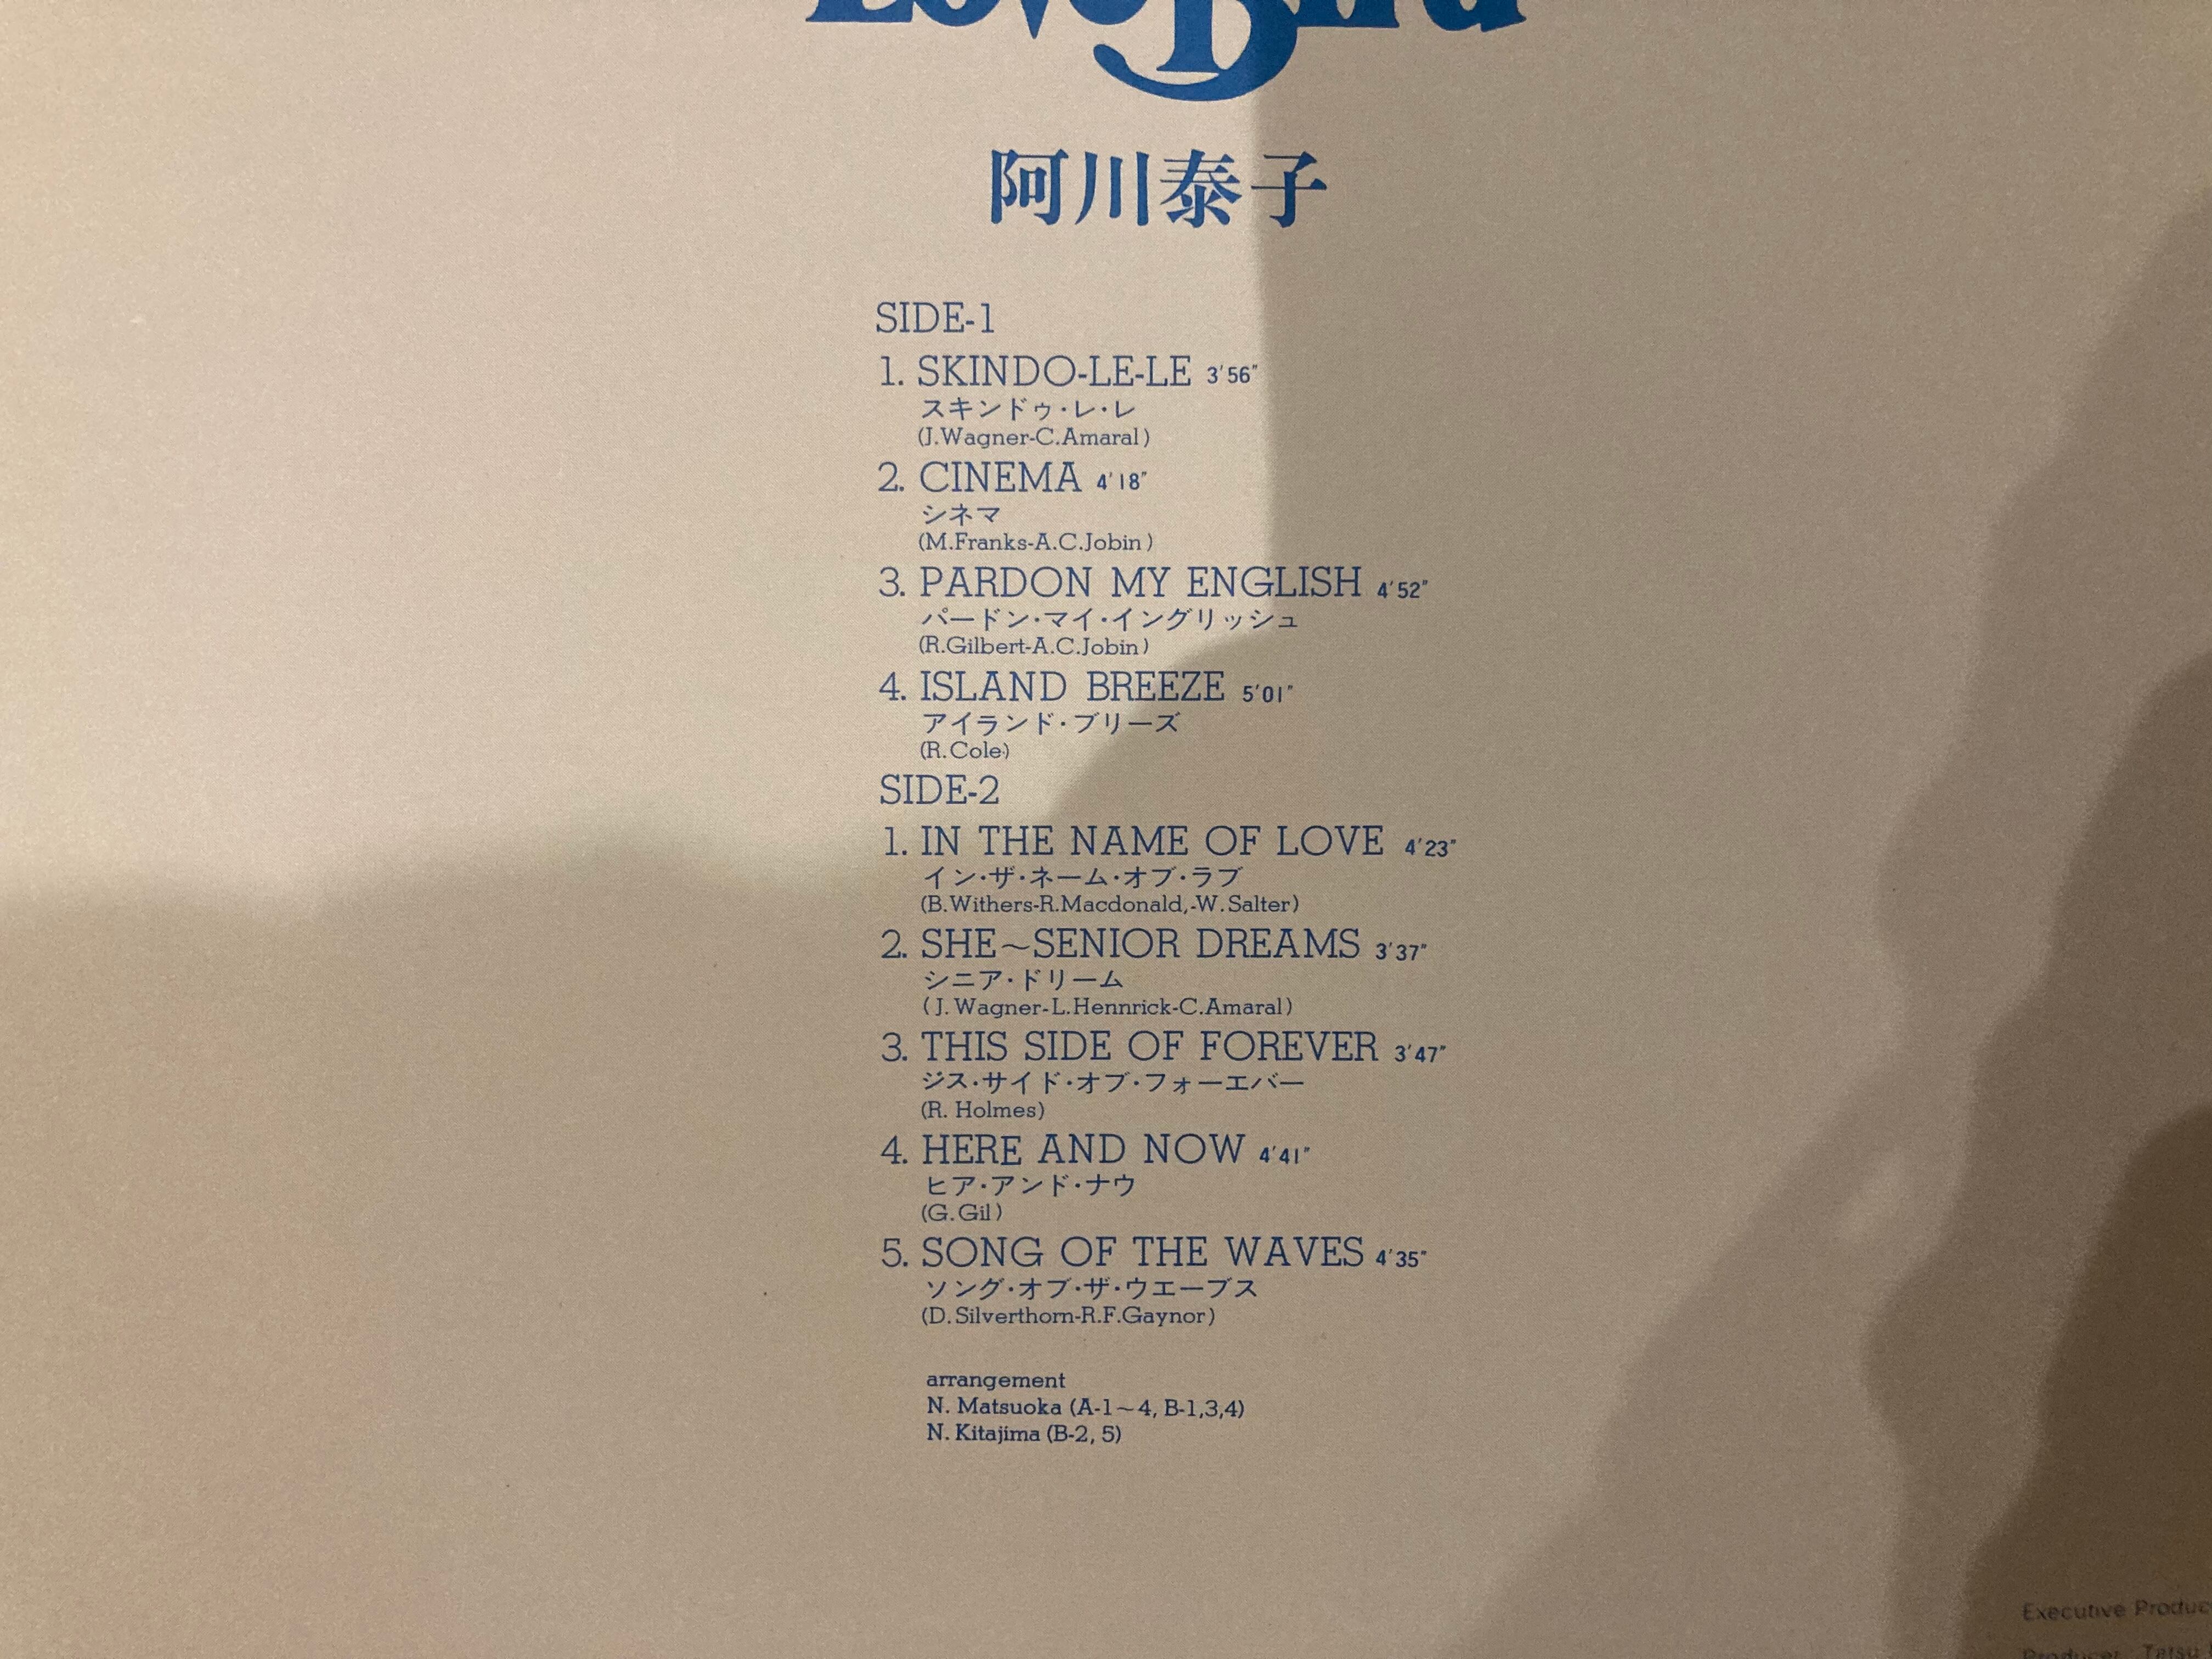 Love Bird
阿川泰子
SIDE-1
1. SKINDO-LE-LE 3'56"
スキンドゥ・レ・レ
(J.Wagner-C.Amaral)
2. CINEMA 4'18"
シネマ
(M.Franks-A.C.Jobin)
3. PARDON MY ENGLISH 4'52"
パードン・マイ・イングリッシュ
(R.Gilbert-A.C.Jobin)
4. ISLAND BREEZE 5'01"
アイランド・ブリーズ
(R.Cole)
SIDE-2
1. IN THE NAME OF LOVE 4'23"
イン・ザ・ネーム・オブ・ラブ
(B.Withers-R.Macdonald,-W.Salter)
2. SHE~SENIOR DREAMS 3'37"
シニア・ドリーム
(J.Wagner-L.Hennrick-C.Amaral)
3. THIS SIDE OF FOREVER 3'47"
ジス・サイド・オブ・フォーエバー
(R. Holmes)
4. HERE AND NOW 4'41"
ヒア・アンド・ナウ
(G.Gil)
5. SONG OF THE WAVES 4'35"
ソング・オブ・ザ・ウエーブス
(D.Silverthorn-R.F.Gaynor)
arrangement
N. Matsuoka (A-1~4, B-1,3,4)
N. Kitajima (B-2, 5)
Executive Produc
Producer Tatsu